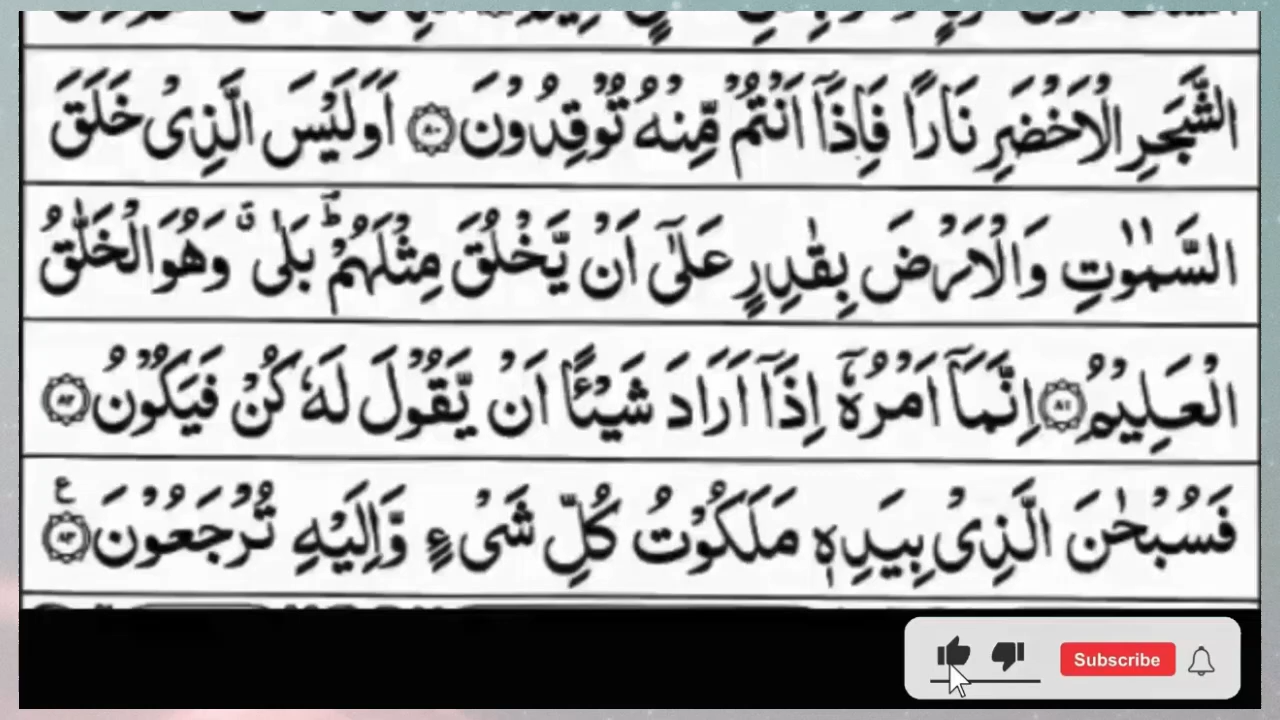 الشَّجَرِ الۡاَخۡضَرِ نَارًا فَاِذَاۤ اَنۡتُمۡ مِّنۡهُ تُوۡقِدُوۡنَ ﴿۸۰﴾ اَوَلَيۡسَ الَّذِىۡ خَلَقَ
السَّمٰوٰتِ وَالۡاَرۡضَ بِقٰدِرٍ عَلٰٓى اَنۡ يَّخۡلُقَ مِثۡلَهُمۡؕ بَلٰىۗ وَهُوَ الۡخَلّٰقُ
الۡعَلِيۡمُ ﴿۸۱﴾ اِنَّمَاۤ اَمۡرُهٗۤ اِذَاۤ اَرَادَ شَيۡـًٔا اَنۡ يَّقُوۡلَ لَهٗ كُنۡ فَيَكُوۡنُ ﴿۸۲﴾
فَسُبۡحٰنَ الَّذِىۡ بِيَدِهٖ مَلَكُوۡتُ كُلِّ شَىۡءٍ وَّاِلَيۡهِ تُرۡجَعُوۡنَ ﴿۸۳﴾ ع
Subscribe